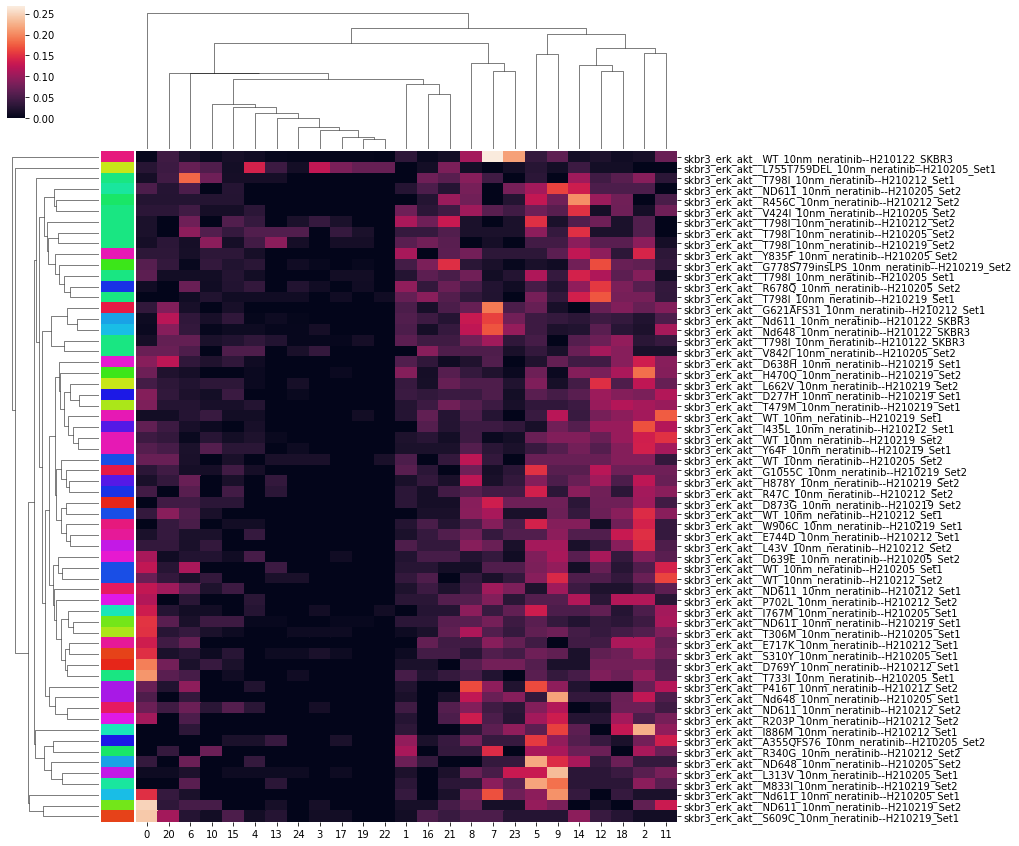 0.25
0.20
0.15
0.10
0.05
0.00
skbr3_erk_akt__WT_10nm_neratinib--H210122_SKBR3
skbr3_erk_akt__L755T759DEL_10nm_neratinib--H210205_Set1
skbr3_erk_akt__T798I_10nm_neratinib--H210212_Set1
skbr3_erk_akt__ND611_10nm_neratinib--H210205_Set2
skbr3_erk_akt__R456C_10nm_neratinib--H210212_Set2
skbr3_erk_akt__V424I_10nm_neratinib--H210205_Set2
skbr3_erk_akt__T798I_10nm_neratinib--H210212_Set2
skbr3_erk_akt__T798I_10nm_neratinib--H210205_Set2
skbr3_erk_akt__T798I_10nm_neratinib--H210219_Set2
skbr3_erk_akt__Y835F_10nm_neratinib--H210205_Set2
skbr3_erk_akt__G778S779insLPS_10nm_neratinib--H210219_Set2
skbr3_erk_akt__T798I_10nm_neratinib--H210205_Set1
skbr3_erk_akt__R678Q_10nm_neratinib--H210205_Set2
skbr3_erk_akt__T798I_10nm_neratinib--H210219_Set1
skbr3_erk_akt__G621AFS31_10nm_neratinib--H210212_Set1
skbr3_erk_akt__Nd611_10nm_neratinib--H210122_SKBR3
skbr3_erk_akt__Nd648_10nm_neratinib--H210122_SKBR3
skbr3_erk_akt__T798I_10nm_neratinib--H210122_SKBR3
skbr3_erk_akt__V842I_10nm_neratinib--H210205_Set2
skbr3_erk_akt__D638H_10nm_neratinib--H210219_Set1
skbr3_erk_akt__H470Q_10nm_neratinib--H210219_Set2
skbr3_erk_akt__L662V_10nm_neratinib--H210219_Set2
skbr3_erk_akt__D277H_10nm_neratinib--H210219_Set1
skbr3_erk_akt__T479M_10nm_neratinib--H210219_Set1
skbr3_erk_akt__WT_10nm_neratinib--H210219_Set1
skbr3_erk_akt__I435L_10nm_neratinib--H210212_Set1
skbr3_erk_akt__WT_10nm_neratinib--H210219_Set2
skbr3_erk_akt__Y64F_10nm_neratinib--H210219_Set1
skbr3_erk_akt__WT_10nm_neratinib--H210205_Set2
skbr3_erk_akt__G1055C_10nm_neratinib--H210219_Set2
skbr3_erk_akt__H878Y_10nm_neratinib--H210219_Set2
skbr3_erk_akt__R47C_10nm_neratinib--H210212_Set2
skbr3_erk_akt__D873G_10nm_neratinib--H210219_Set2
skbr3_erk_akt__WT_10nm_neratinib--H210212_Set1
skbr3_erk_akt__W906C_10nm_neratinib--H210219_Set1
skbr3_erk_akt__E744D_10nm_neratinib--H210212_Set1
skbr3_erk_akt__L43V_10nm_neratinib--H210212_Set2
skbr3_erk_akt__D639E_10nm_neratinib--H210205_Set2
skbr3_erk_akt__WT_10nm_neratinib--H210205_Set1
skbr3_erk_akt__WT_10nm_neratinib--H210212_Set2
skbr3_erk_akt__ND611_10nm_neratinib--H210212_Set1
skbr3_erk_akt__P702L_10nm_neratinib--H210212_Set2
skbr3_erk_akt__I767M_10nm_neratinib--H210205_Set1
skbr3_erk_akt__ND611_10nm_neratinib--H210219_Set1
skbr3_erk_akt__T306M_10nm_neratinib--H210205_Set1
skbr3_erk_akt__E717K_10nm_neratinib--H210212_Set1
skbr3_erk_akt__S310Y_10nm_neratinib--H210205_Set1
skbr3_erk_akt__D769Y_10nm_neratinib--H210212_Set1
skbr3_erk_akt__T733I_10nm_neratinib--H210205_Set1
skbr3_erk_akt__P416T_10nm_neratinib--H210212_Set2
skbr3_erk_akt__Nd648_10nm_neratinib--H210205_Set1
skbr3_erk_akt__ND611_10nm_neratinib--H210212_Set2
skbr3_erk_akt__R203P_10nm_neratinib--H210212_Set2
skbr3_erk_akt__I886M_10nm_neratinib--H210212_Set1
skbr3_erk_akt__A355QFS76_10nm_neratinib--H210205_Set2
skbr3_erk_akt__R340G_10nm_neratinib--H210212_Set2
skbr3_erk_akt__ND648_10nm_neratinib--H210205_Set2
skbr3_erk_akt__L313V_10nm_neratinib--H210205_Set1
skbr3_erk_akt__M833I_10nm_neratinib--H210219_Set2
skbr3_erk_akt__Nd611_10nm_neratinib--H210205_Set1
skbr3_erk_akt__ND611_10nm_neratinib--H210219_Set2
skbr3_erk_akt__S609C_10nm_neratinib--H210219_Set1
0 20 6 10 15 4 13 24 3 17 19 22 1 16 21 8 7 23 5 9 14 12 18 2 11